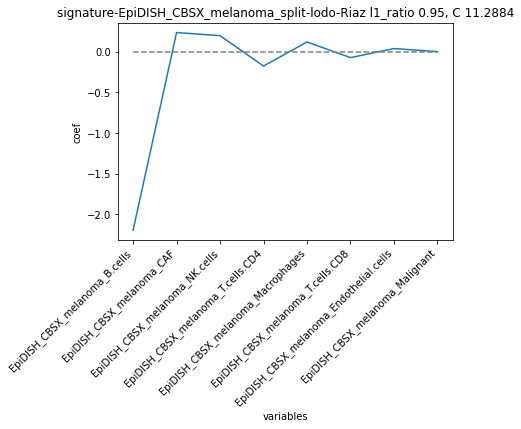 signature-EpiDISH_CBSX_melanoma_split-lodo-Riaz l1_ratio 0.95, C 11.2884
0.0
−0.5
−1.0
−1.5
−2.0
coef
EpiDISH_CBSX_melanoma_B.cells
EpiDISH_CBSX_melanoma_CAF
EpiDISH_CBSX_melanoma_NK.cells
EpiDISH_CBSX_melanoma_T.cells.CD4
EpiDISH_CBSX_melanoma_Macrophages
EpiDISH_CBSX_melanoma_T.cells.CD8
EpiDISH_CBSX_melanoma_Endothelial.cells
EpiDISH_CBSX_melanoma_Malignant
variables